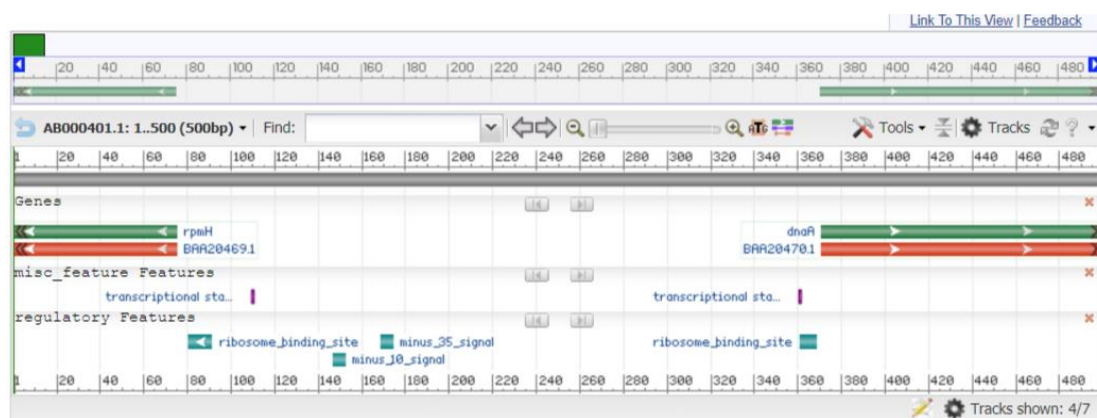 Link To This View | Feedback
1 20 40 60 80 100 120 140 160 180 200 220 240 260 280 300 320 340 360 380 400 420 440 460 480
AB000401.1: 1..500 (500bp) Find: ATG Tools Tracks ?
1 20 40 60 80 100 120 140 160 180 200 220 240 260 280 300 320 340 360 380 400 420 440 460 480
Genes
rpmH dnaA
BAA20469.1 BAA20470.1
misc_feature Features
transcriptional sta... transcriptional sta...
regulatory Features
ribosome_binding_site minus_35_signal ribosome_binding_site
minus_10_signal
1 20 40 60 80 100 120 140 160 180 200 220 240 260 280 300 320 340 360 380 400 420 440 460 480
Tracks shown: 4/7